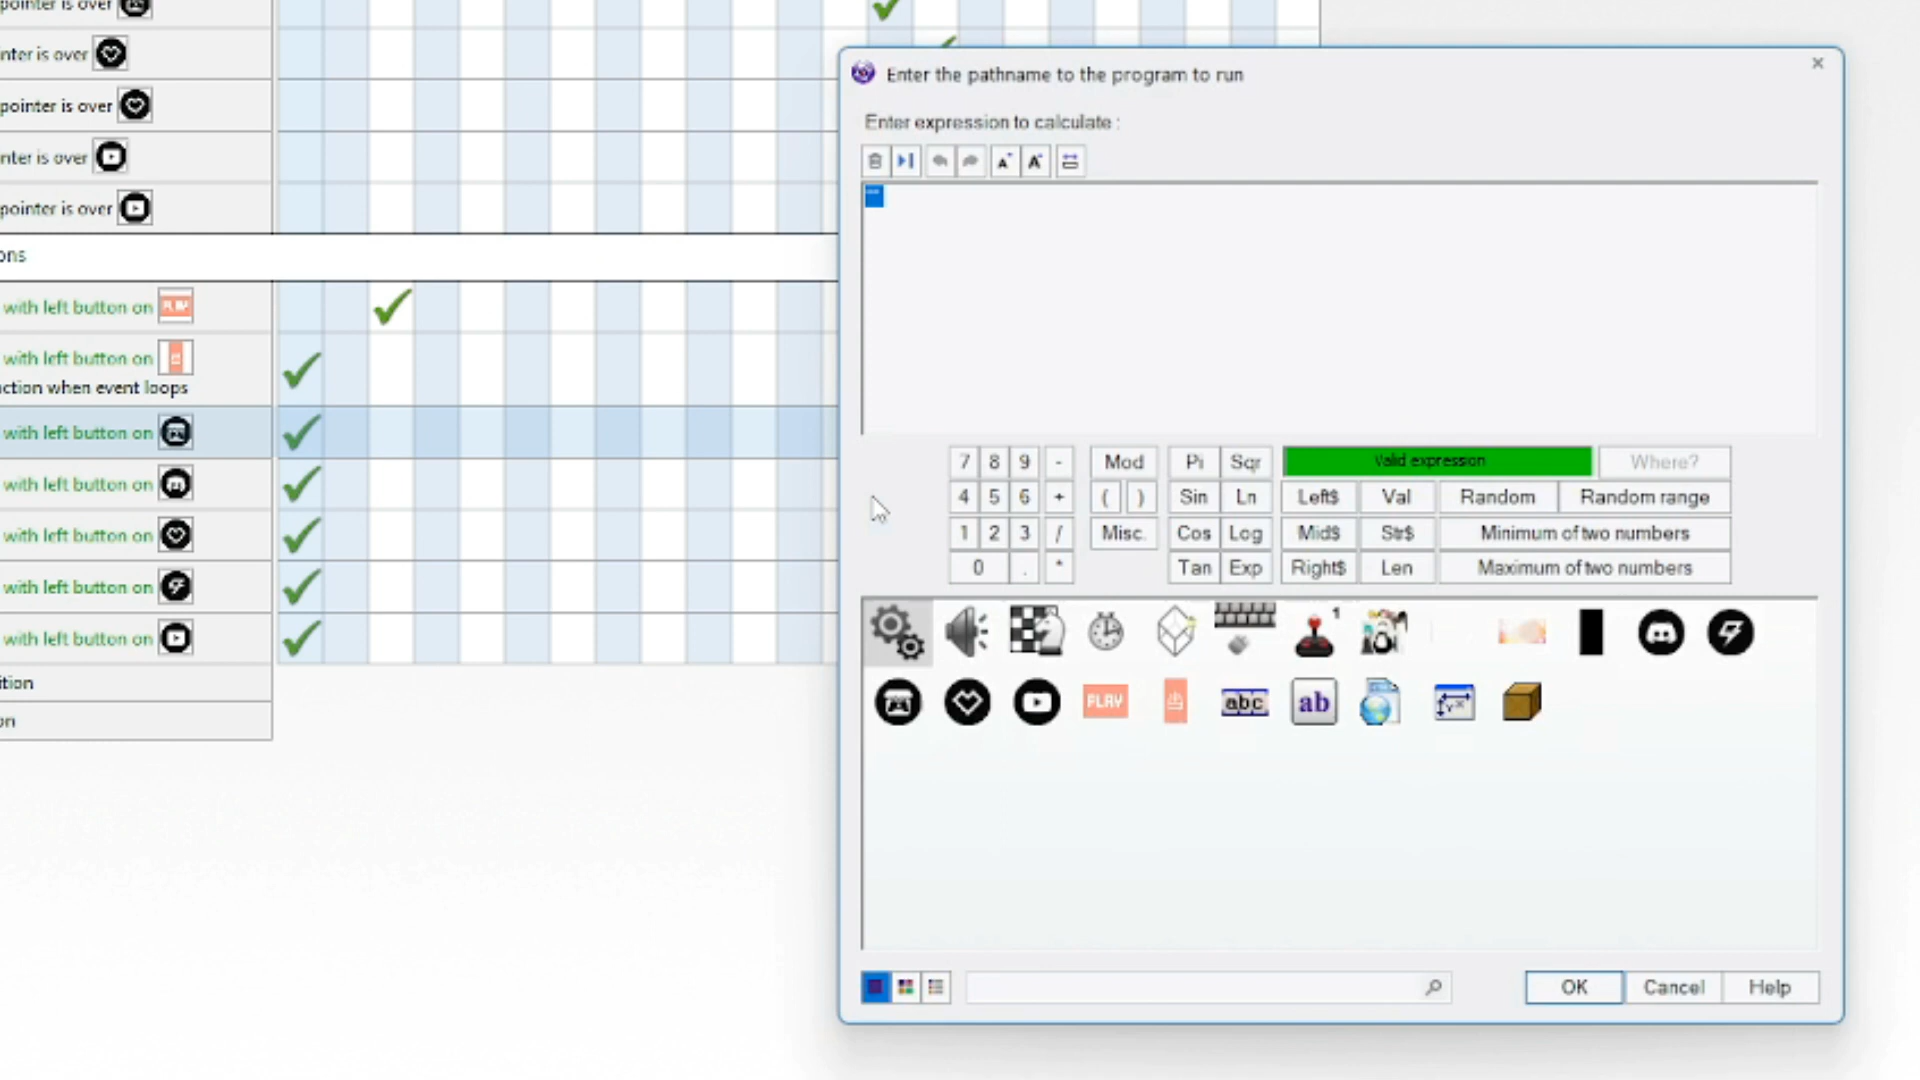 pointer is over
nter is over
pointer is over
nter is over
pointer is over
ons
with left button on PLAY
with left button on
ction when event loops
with left button on
with left button on
with left button on
with left button on
with left button on
ition
on
Enter the pathname to the program to run
Enter expression to calculate :
7 8 9 - Mod Pi Sqr Valid expression Where?
4 5 6 + ( ) Sin Ln Left$ Val Random Random range
1 2 3 / Misc. Cos Log Mid$ Str$ Minimum of two numbers
0 . * Tan Exp Right$ Len Maximum of two numbers
1
PLAY abc ab
OK Cancel Help